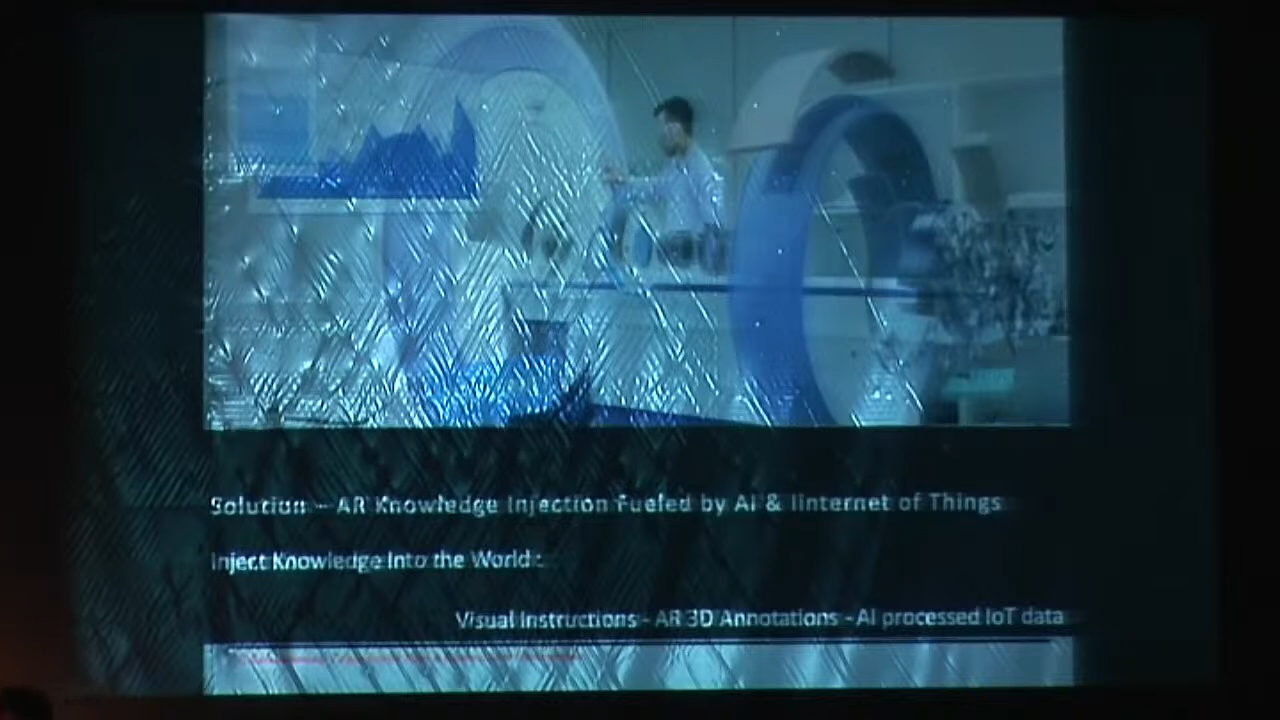 Solution – AR Knowledge Injection Fueled by AI & IInternet of Things
Inject Knowledge Into the World :
Visual Instructions - AR 3D Annotations - AI processed IoT data